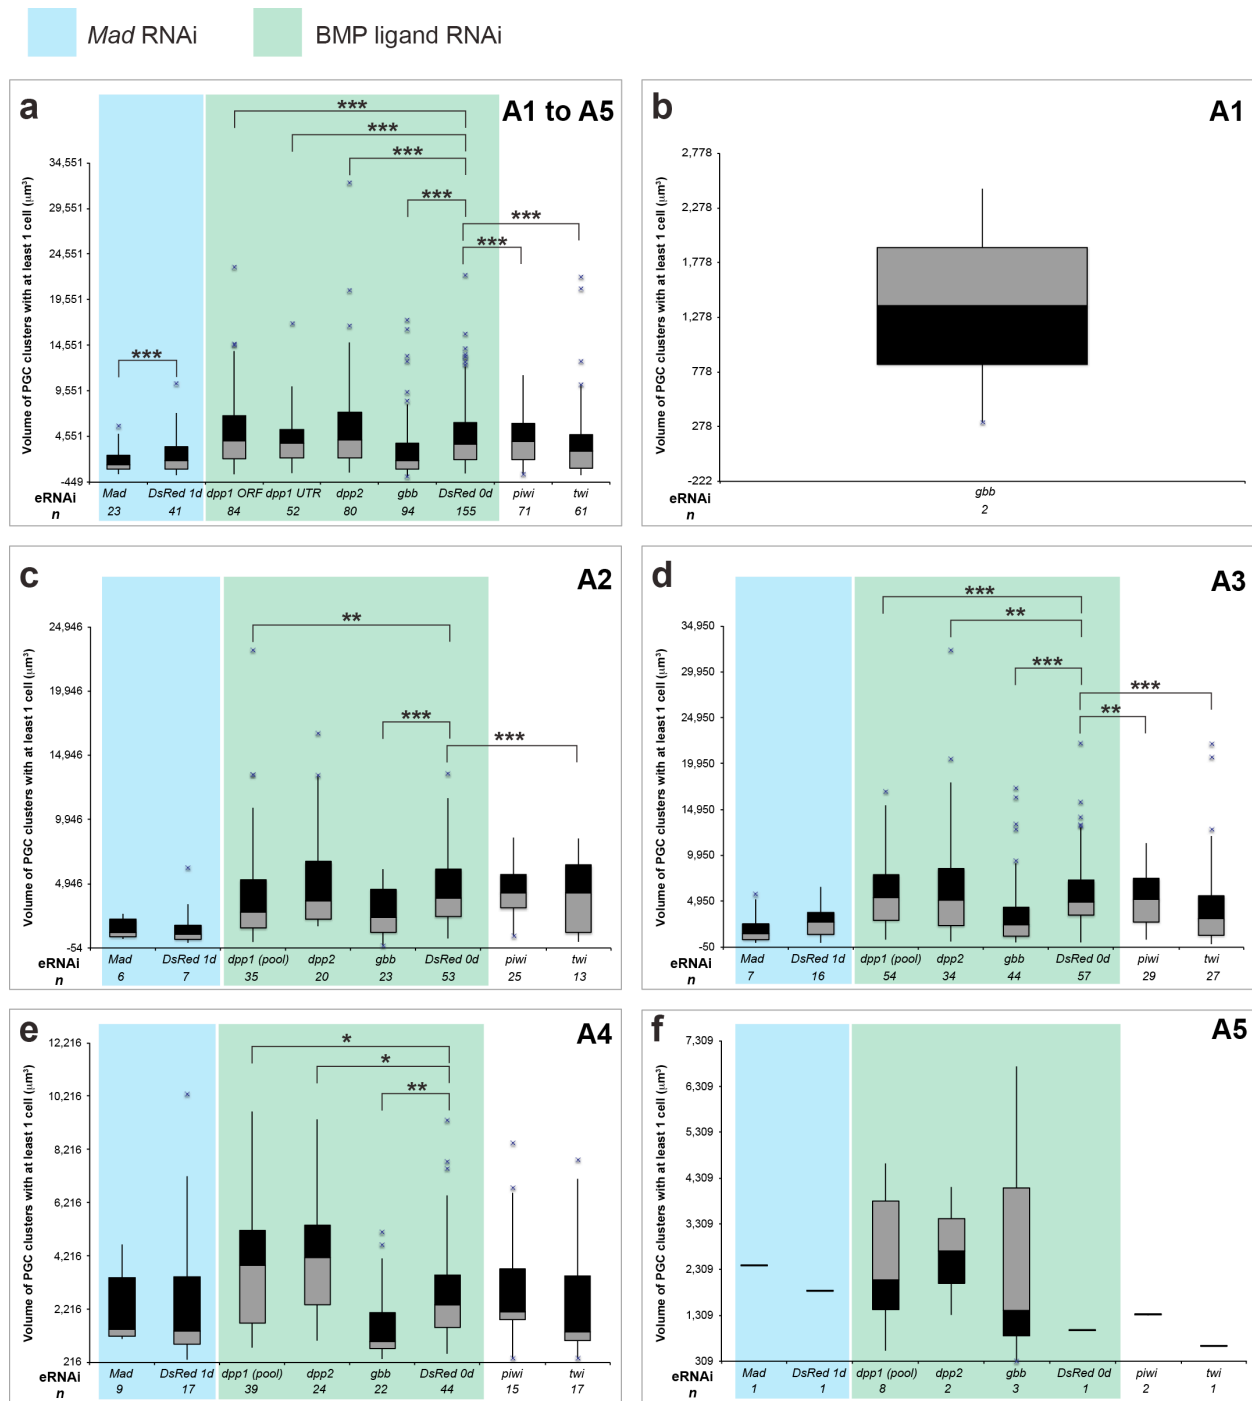 Mad RNAi
BMP ligand RNAi
a
A1 to A5
Volume of PGC clusters with at least 1 cell (μm³)
34,551
29,551
24,551
19,551
14,551
9,551
4,551
-449
***
***
***
***
***
***
***
eRNAi
Mad DsRed 1d dpp1 ORF dpp1 UTR dpp2 gbb DsRed 0d piwi twi
n
23 41 84 52 80 94 155 71 61
b
A1
Volume of PGC clusters with at least 1 cell (μm³)
2,778
2,278
1,778
1,278
778
278
-222
eRNAi
gbb
n
2
c
A2
Volume of PGC clusters with at least 1 cell (μm³)
24,946
19,946
14,946
9,946
4,946
-54
**
***
***
eRNAi
Mad DsRed 1d dpp1 (pool) dpp2 gbb DsRed 0d piwi twi
n
6 7 35 20 23 53 25 13
d
A3
Volume of PGC clusters with at least 1 cell (μm³)
34,950
29,950
24,950
19,950
14,950
9,950
4,950
-50
***
**
***
***
**
eRNAi
Mad DsRed 1d dpp1 (pool) dpp2 gbb DsRed 0d piwi twi
n
7 16 54 34 44 57 29 27
e
A4
Volume of PGC clusters with at least 1 cell (μm³)
12,216
10,216
8,216
6,216
4,216
2,216
216
*
*
**
eRNAi
Mad DsRed 1d dpp1 (pool) dpp2 gbb DsRed 0d piwi twi
n
9 17 39 24 22 44 15 17
f
A5
Volume of PGC clusters with at least 1 cell (μm³)
7,309
6,309
5,309
4,309
3,309
2,309
1,309
309
eRNAi
Mad DsRed 1d dpp1 (pool) dpp2 gbb DsRed 0d piwi twi
n
1 1 8 2 3 1 2 1